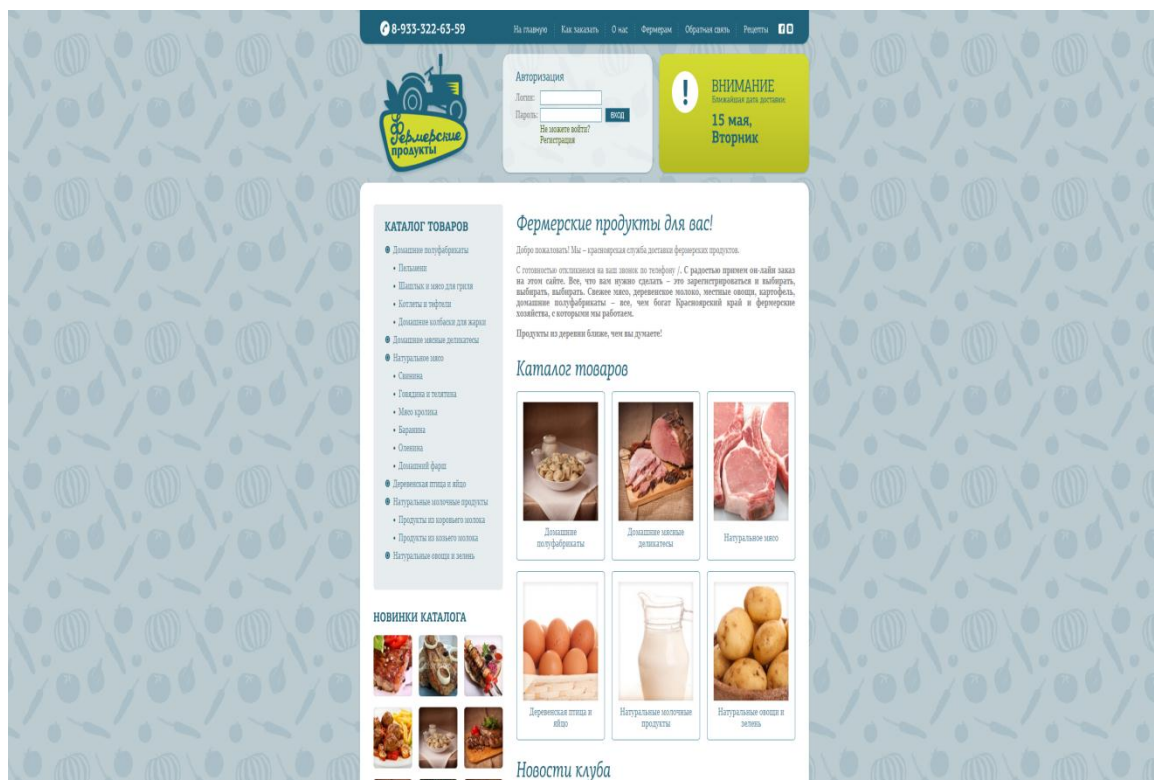 8-933-322-63-59
На главную
Как заказать
О нас
Фермерам
Обратная связь
Рецепты
Фермерские
продукты
Авторизация
Логин:
Пароль:
ВХОД
Не можете войти?
Регистрация
!
ВНИМАНИЕ
ближайшая дата доставки
15 мая,
Вторник
КАТАЛОГ ТОВАРОВ
Домашние полуфабрикаты
Пельмени
Шашлык и мясо для гриля
Котлеты и тефтели
Домашние колбаски для жарки
Домашние мясные деликатесы
Натуральное мясо
Свинина
Говядина и телятина
Мясо кролика
Баранина
Оленина
Домашний фарш
Деревенская птица и яйцо
Натуральные молочные продукты
Продукты из коровьего молока
Продукты из козьего молока
Натуральные овощи и зелень
НОВИНКИ КАТАЛОГА
Фермерские продукты для вас!
Добро пожаловать! Мы – красноярская служба доставки фермерских продуктов.
С готовностью откликаемся на ваш звонок по телефону /. С радостью примем он-лайн заказ
на этом сайте. Все, что вам нужно сделать – это зарегистрироваться и выбирать,
выбирать, выбирать. Свежее мясо, деревенское молоко, местные овощи, картофель,
домашние полуфабрикаты – все, чем богат Красноярский край и фермерские
хозяйства, с которыми мы работаем.
Продукты из деревни ближе, чем вы думаете!
Каталог товаров
Домашние
полуфабрикаты
Домашние мясные
деликатесы
Натуральное мясо
Деревенская птица и
яйцо
Натуральные молочные
продукты
Натуральные овощи и
зелень
Новости клуба